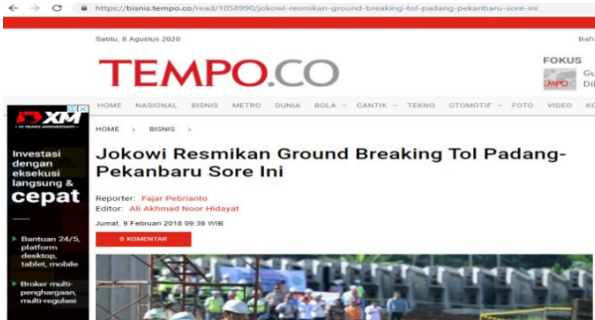 https://bisnis.tempo.co/read/1058990/jokowi-resmikan-ground-breaking-tol-padang-pekanbaru-sore-ini
Sabtu, 8 Agustus 2020
FOKUS
TEMPO.CO
HOME NASIONAL BISNIS METRO DUNIA BOLA CANTIK TEKNO OTOMOTIF FOTO VIDEO
HOME > BISNIS >
XM
Investasi
dengan
eksekusi
langsung &
cepat
Bantuan 24/5,
platform
desktop,
tablet, mobile
Broker multi-
penghargaan,
multi-regulasi
Jokowi Resmikan Ground Breaking Tol Padang-
Pekanbaru Sore Ini
Reporter: Fajar Pebrianto
Editor: Ali Akhmad Noor Hidayat
Jumat, 9 Februari 2018 09:39 WIB
0 KOMENTAR